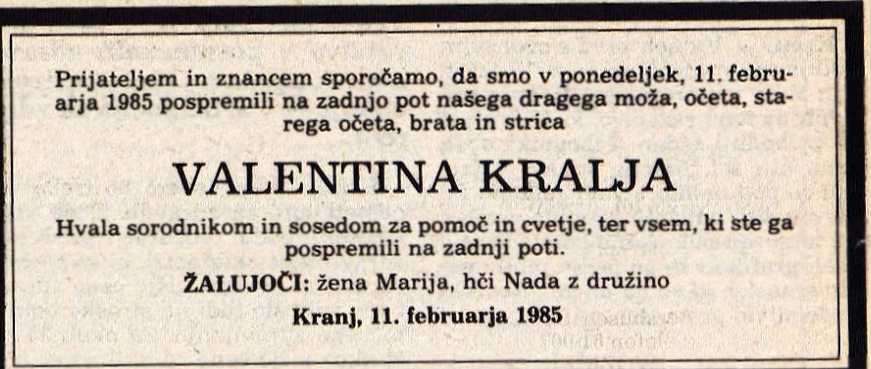 Prijateljem in znancem sporočamo, da smo v ponedeljek, 11. febru-
arja 1985 pospremili na zadnjo pot našega dragega moža, očeta, sta-
rega očeta, brata in strica
VALENTINA KRALJA
Hvala sorodnikom in sosedom za pomoč in cvetje, ter vsem, ki ste ga
pospremili na zadnji poti.
ŽALUJOČI: žena Marija, hči Nada z družino
Kranj, 11. februarja 1985